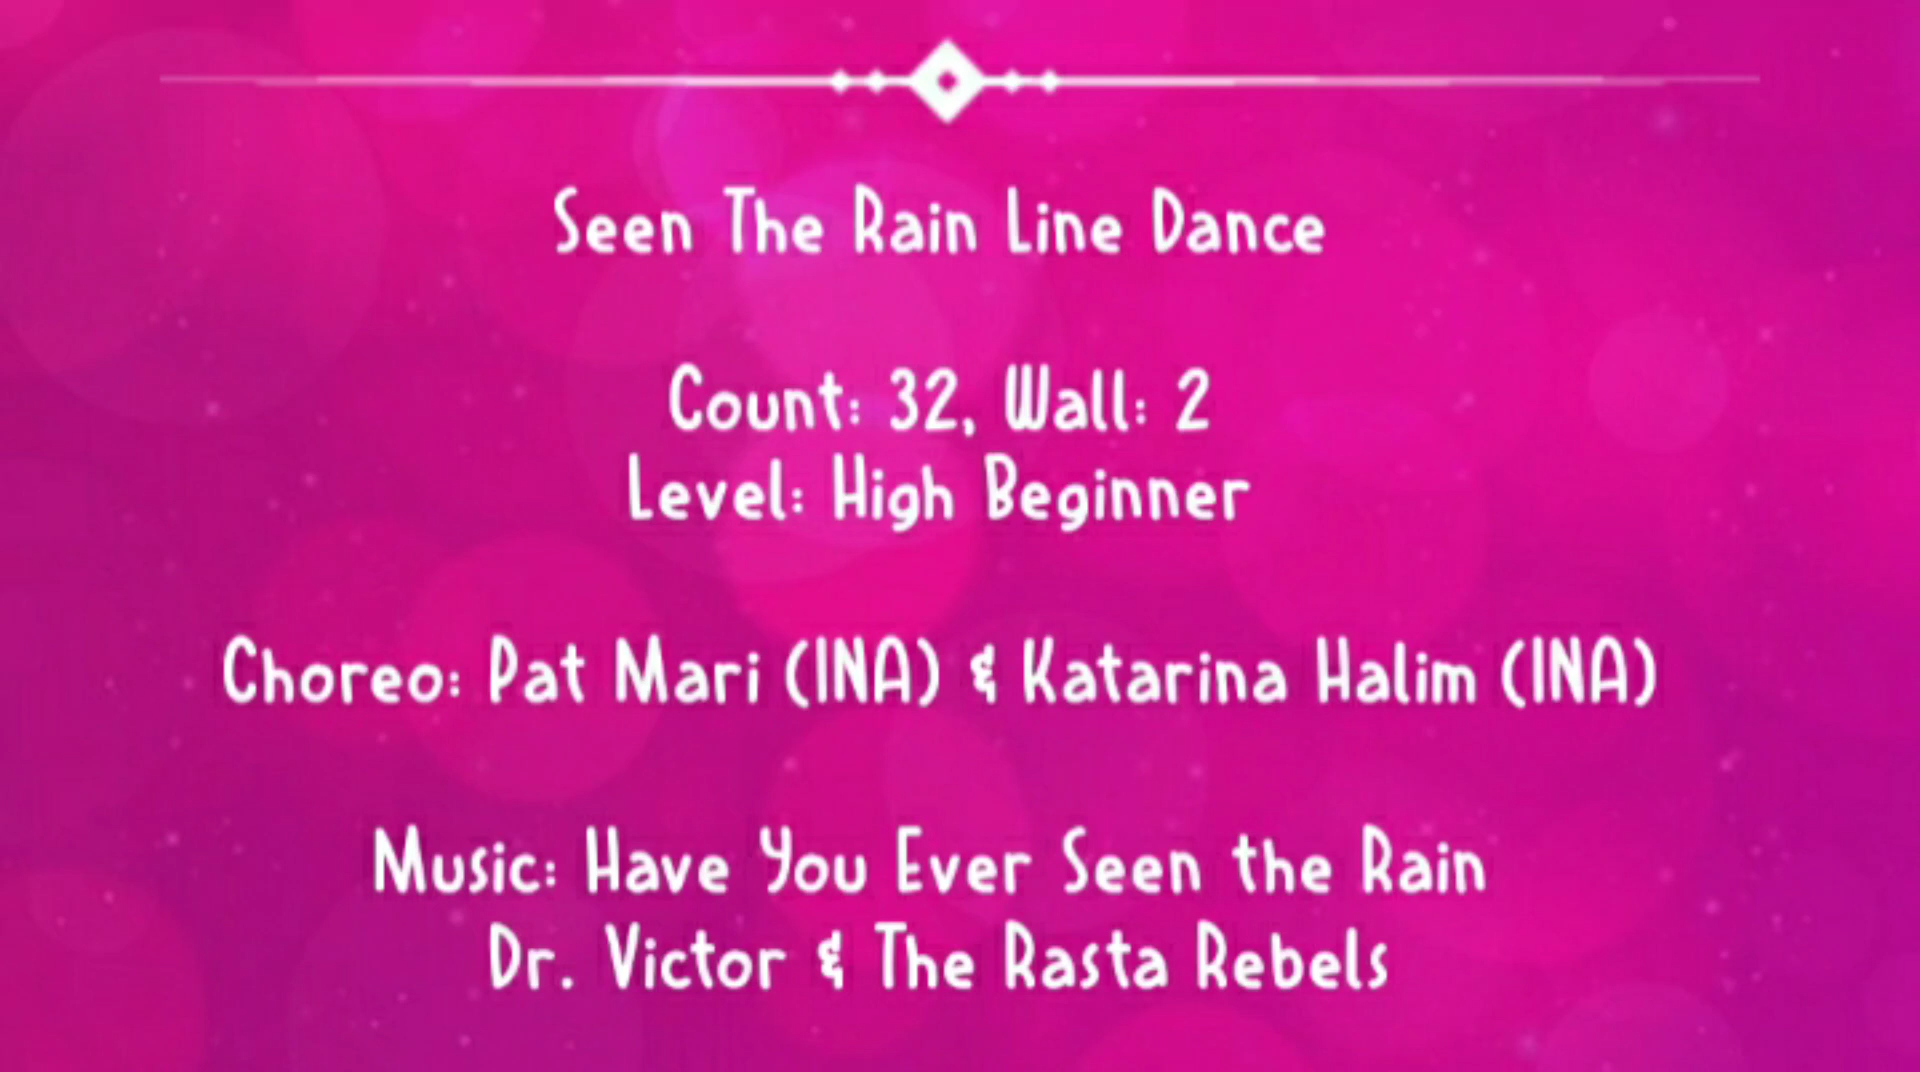 Seen The Rain Line Dance
Count: 32, Wall: 2
Level: High Beginner
Choreo: Pat Mari (INA) & Katarina Halim (INA)
Music: Have You Ever Seen the Rain
Dr. Victor & The Rasta Rebels